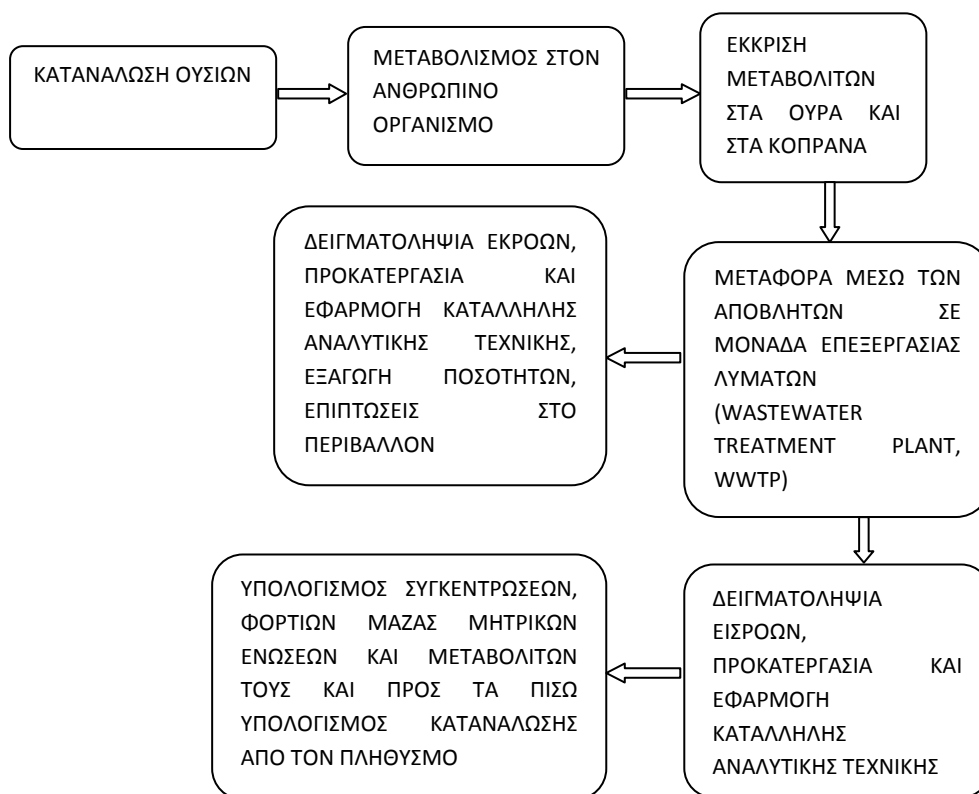 ΚΑΤΑΝΑΛΩΣΗ ΟΥΣΙΩΝ
ΜΕΤΑΒΟΛΙΣΜΟΣ ΣΤΟΝ
ΑΝΘΡΩΠΙΝΟ
ΟΡΓΑΝΙΣΜΟ
ΕΚΚΡΙΣΗ
ΜΕΤΑΒΟΛΙΤΩΝ
ΣΤΑ ΟΥΡΑ ΚΑΙ
ΣΤΑ ΚΟΠΡΑΝΑ
ΜΕΤΑΦΟΡΑ ΜΕΣΩ ΤΩΝ
ΑΠΟΒΛΗΤΩΝ ΣΕ
ΜΟΝΑΔΑ ΕΠΕΞΕΡΓΑΣΙΑΣ
ΛΥΜΑΤΩΝ
(WASTEWATER
TREATMENT PLANT,
WWTP)
ΔΕΙΓΜΑΤΟΛΗΨΙΑ ΕΚΡΟΩΝ,
ΠΡΟΚΑΤΕΡΓΑΣΙΑ ΚΑΙ
ΕΦΑΡΜΟΓΗ ΚΑΤΑΛΛΗΛΗΣ
ΑΝΑΛΥΤΙΚΗΣ ΤΕΧΝΙΚΗΣ,
ΕΞΑΓΩΓΗ ΠΟΣΟΤΗΤΩΝ,
ΕΠΙΠΤΩΣΕΙΣ ΣΤΟ
ΠΕΡΙΒΑΛΛΟΝ
ΔΕΙΓΜΑΤΟΛΗΨΙΑ
ΕΙΣΡΟΩΝ,
ΠΡΟΚΑΤΕΡΓΑΣΙΑ ΚΑΙ
ΕΦΑΡΜΟΓΗ
ΚΑΤΑΛΛΗΛΗΣ
ΑΝΑΛΥΤΙΚΗΣ ΤΕΧΝΙΚΗΣ
ΥΠΟΛΟΓΙΣΜΟΣ ΣΥΓΚΕΝΤΡΩΣΕΩΝ,
ΦΟΡΤΙΩΝ ΜΑΖΑΣ ΜΗΤΡΙΚΩΝ
ΕΝΩΣΕΩΝ ΚΑΙ ΜΕΤΑΒΟΛΙΤΩΝ
ΤΟΥΣ ΚΑΙ ΠΡΟΣ ΤΑ ΠΙΣΩ
ΥΠΟΛΟΓΙΣΜΟΣ ΚΑΤΑΝΑΛΩΣΗΣ
ΑΠΟ ΤΟΝ ΠΛΗΘΥΣΜΟ